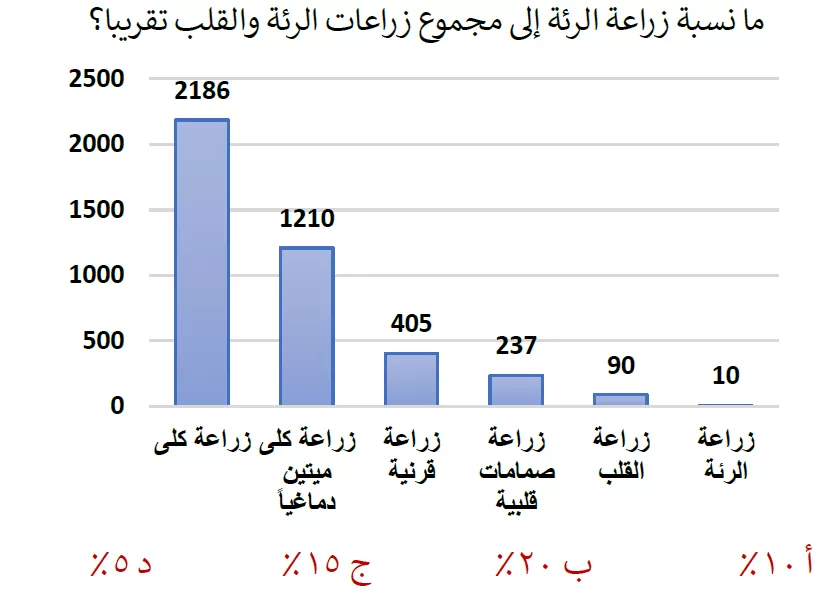 ما نسبة زراعة الرئة إلى مجموع زراعات الرئة والقلب تقريبا؟
2500
2000
1500
1000
500
0
2186
1210
405
237
90
10
زراعة كلى
زراعة كلى
ميتين
دماغياً
زراعة
قرنية
زراعة
صمامات
قلبية
زراعة
القلب
زراعة
الرئة
أ ١٠٪
ب ٢٠٪
ج ١٥٪
د ٥٪